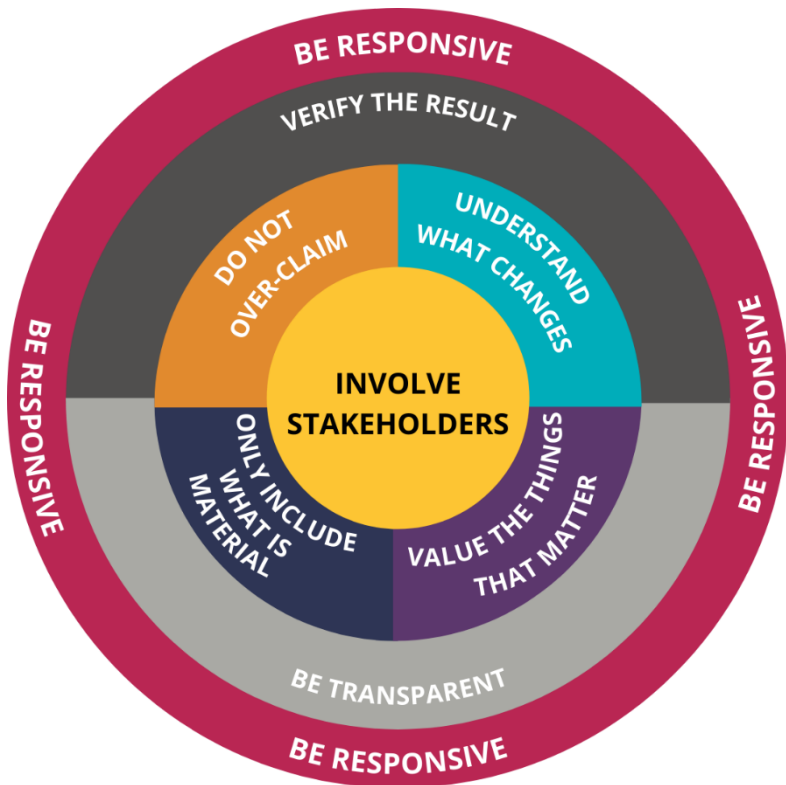 BE RESPONSIVE
VERIFY THE RESULT
DO NOT
OVER-CLAIM
UNDERSTAND
WHAT CHANGES
BE RESPONSIVE
INVOLVE
STAKEHOLDERS
BE RESPONSIVE
ONLY INCLUDE
WHAT IS
MATERIAL
VALUE THE THINGS
THAT MATTER
BE TRANSPARENT
BE RESPONSIVE